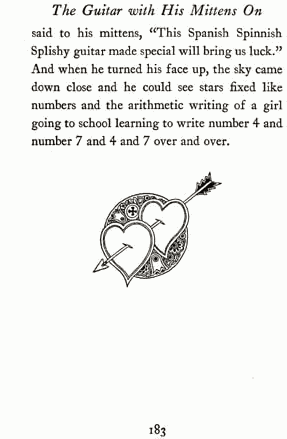 The Guitar with His Mittens On
said to his mittens, “This Spanish Spinnish
Splishy guitar made special will bring us luck.”
And when he turned his face up, the sky came
down close and he could see stars fixed like
numbers and the arithmetic writing of a girl
going to school learning to write number 4 and
number 7 and 4 and 7 over and over.
183